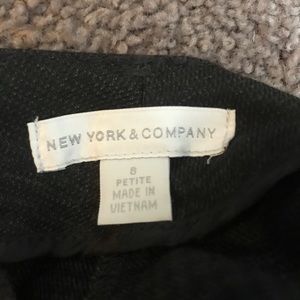 NEW YORK & COMPANY
8
PETITE
MADE IN
VIETNAM